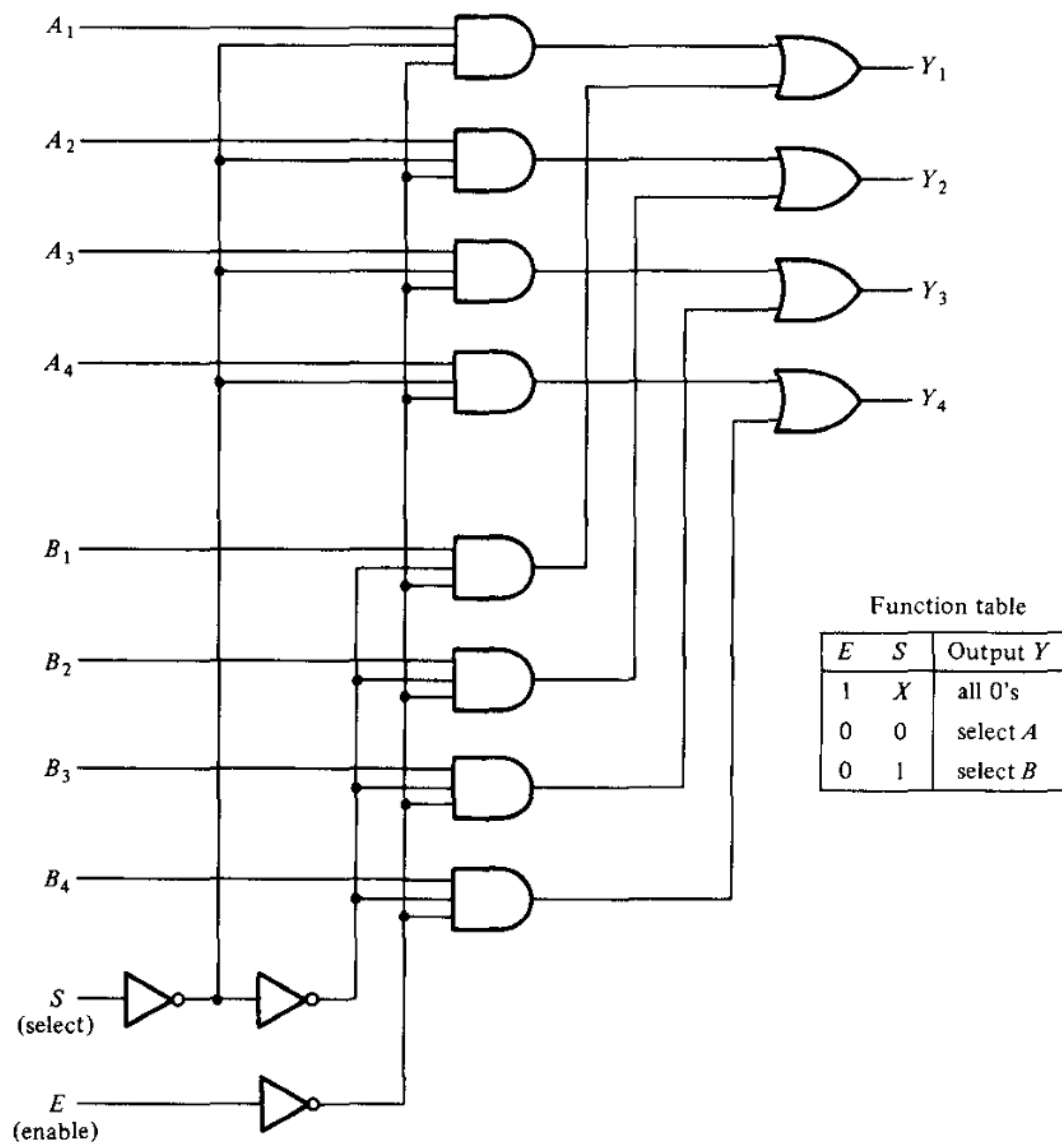 A1
Y1
A2
Y2
A3
Y3
A4
Y4
B1
B2
B3
B4
S
(select)
E
(enable)
Function table
E S Output Y
1 X all 0's
0 0 select A
0 1 select B